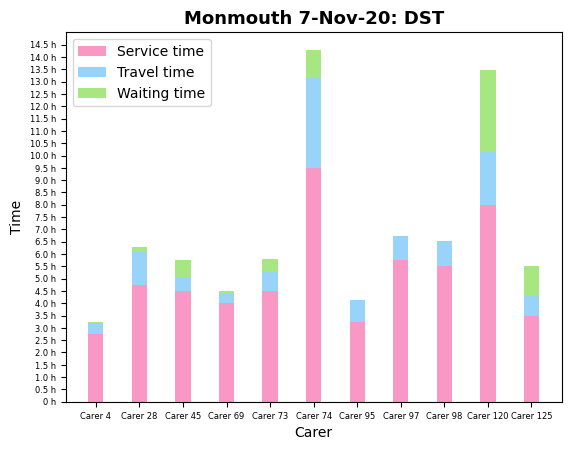 Monmouth 7-Nov-20: DST
Service time
Travel time
Waiting time
14.5 h
14.0 h
13.5 h
13.0 h
12.5 h
12.0 h
11.5 h
11.0 h
10.5 h
10.0 h
9.5 h
9.0 h
8.5 h
8.0 h
7.5 h
7.0 h
6.5 h
6.0 h
5.5 h
5.0 h
4.5 h
4.0 h
3.5 h
3.0 h
2.5 h
2.0 h
1.5 h
1.0 h
0.5 h
0 h
Time
Carer 4 Carer 28 Carer 45 Carer 69 Carer 73 Carer 74 Carer 95 Carer 97 Carer 98 Carer 120 Carer 125
Carer